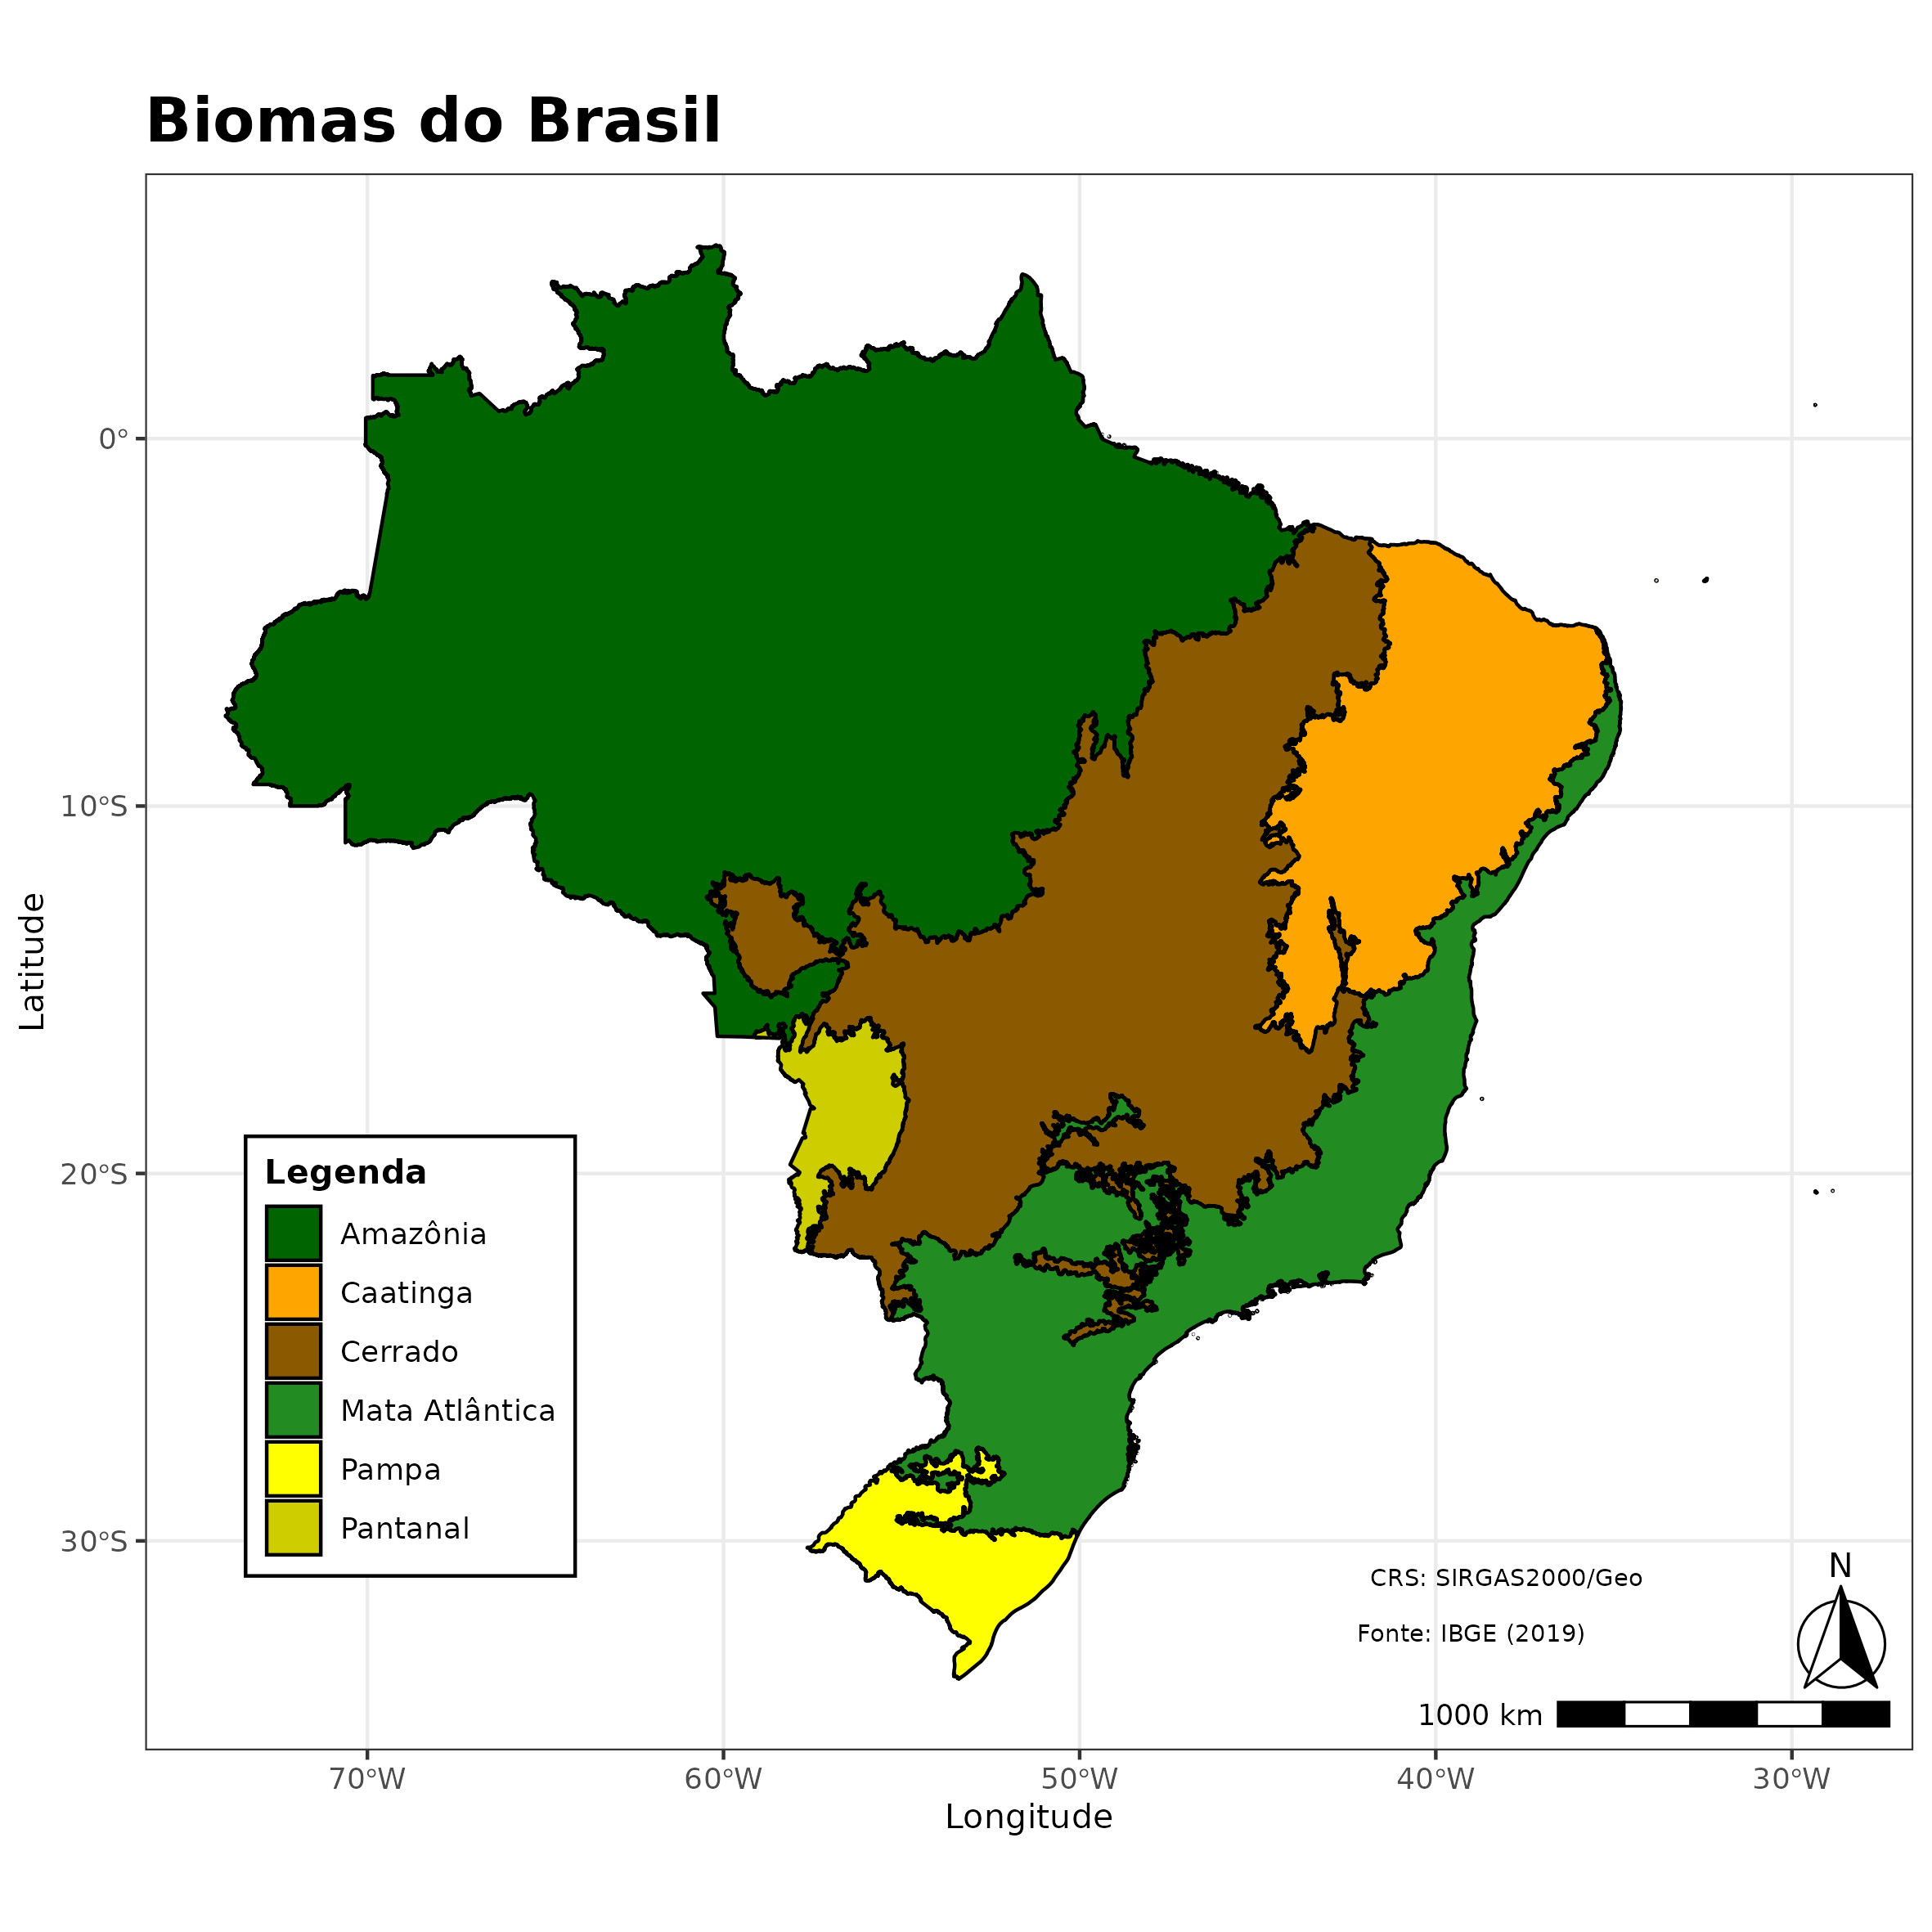 Biomas do Brasil
Latitude
0°
10°S
20°S
30°S
Legenda
Amazônia
Caatinga
Cerrado
Mata Atlântica
Pampa
Pantanal
CRS: SIRGAS2000/Geo
Fonte: IBGE (2019)
N
1000 km
70°W 60°W 50°W 40°W 30°W
Longitude